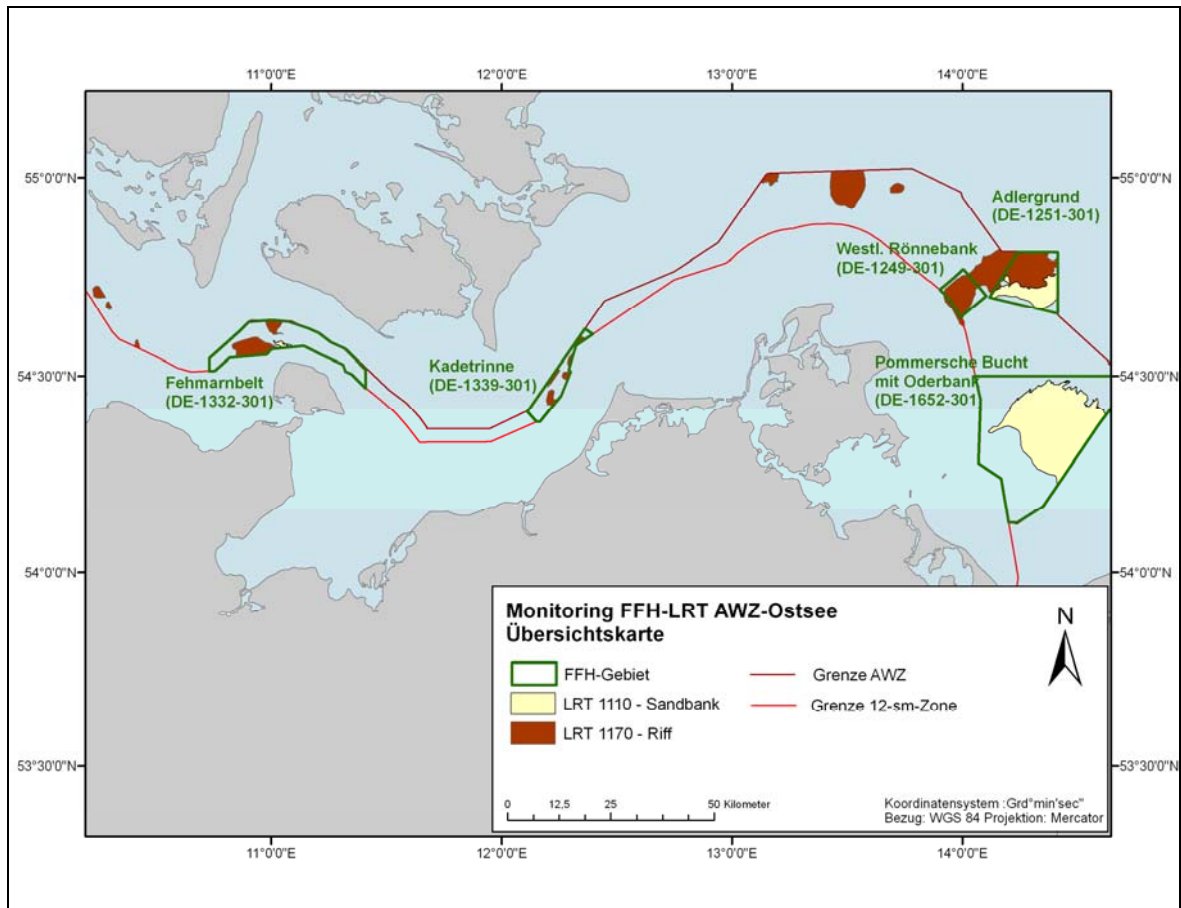 11°0'0"E
12°0'0"E
13°0'0"E
14°0'0"E
55°0'0"N
55°0'0"N
Adlergrund
(DE-1251-301)
Westl. Rönnebank
(DE-1249-301)
Pommersche Bucht
mit Oderbank
(DE-1652-301
Kadetrinne
(DE-1339-301)
Fehmarnbelt
(DE-1332-301)
54°30'0"N
54°30'0"N
54°0'0"N
54°0'0"N
53°30'0"N
53°30'0"N
Monitoring FFH-LRT AWZ-Ostsee
Übersichtskarte
N
FFH-Gebiet
LRT 1110 - Sandbank
LRT 1170 - Riff
Grenze AWZ
Grenze 12-sm-Zone
0 12,5 25 50 Kilometer
Koordinatensystem :Grd°min'sec"
Bezug: WGS 84 Projektion: Mercator
11°0'0"E
12°0'0"E
13°0'0"E
14°0'0"E